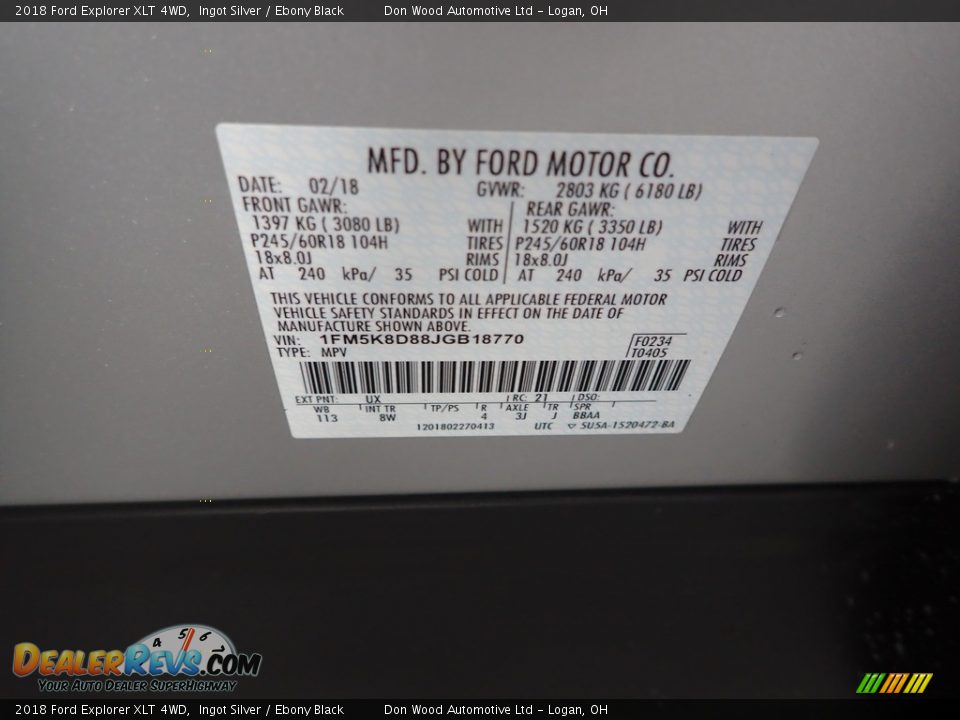 2018 Ford Explorer XLT 4WD, Ingot Silver / Ebony Black Don Wood Automotive Ltd - Logan, OH
MFD. BY FORD MOTOR CO.
DATE: 02/18 GVWR: 2803 KG ( 6180 LB)
FRONT GAWR: REAR GAWR:
1397 KG ( 3080 LB) WITH 1520 KG ( 3350 LB) WITH
P245/60R18 104H TIRES P245/60R18 104H TIRES
18x8.0J RIMS 18x8.0J RIMS
AT 240 kPa/ 35 PSI COLD AT 240 kPa/ 35 PSI COLD
THIS VEHICLE CONFORMS TO ALL APPLICABLE FEDERAL MOTOR
VEHICLE SAFETY STANDARDS IN EFFECT ON THE DATE OF
MANUFACTURE SHOWN ABOVE.
VIN: 1FM5K8D88JGB18770 F0234
TYPE: MPV T0405
EXT PNT: UX RC: 21 DSO:
WB INT TR TP/PS R AXLE TR SPR
113 8W 4 3J J BBAA
1201802270413 UTC SU5A-1520472-BA
4 5 6
DealerRevs.com
Your Auto Dealer SuperHighway
2018 Ford Explorer XLT 4WD, Ingot Silver / Ebony Black Don Wood Automotive Ltd - Logan, OH